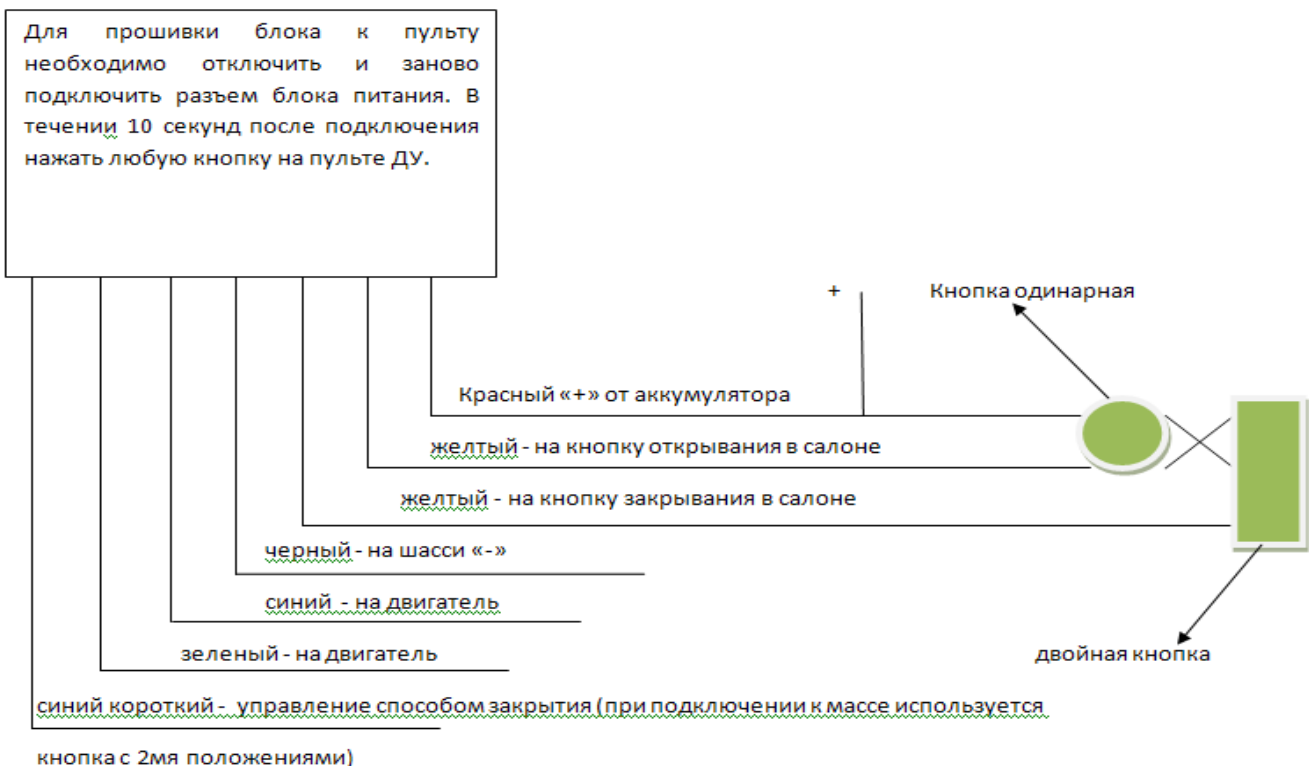 Для прошивки блока к пульту
необходимо отключить и заново
подключить разъем блока питания. В
течении 10 секунд после подключения
нажать любую кнопку на пульте ДУ.
+
Кнопка одинарная
Красный «+» от аккумулятора
желтый - на кнопку открывания в салоне
желтый - на кнопку закрывания в салоне
черный - на шасси «-»
синий - на двигатель
зеленый - на двигатель
двойная кнопка
синий короткий - управление способом закрытия (при подключении к массе используется
кнопка с 2мя положениями)